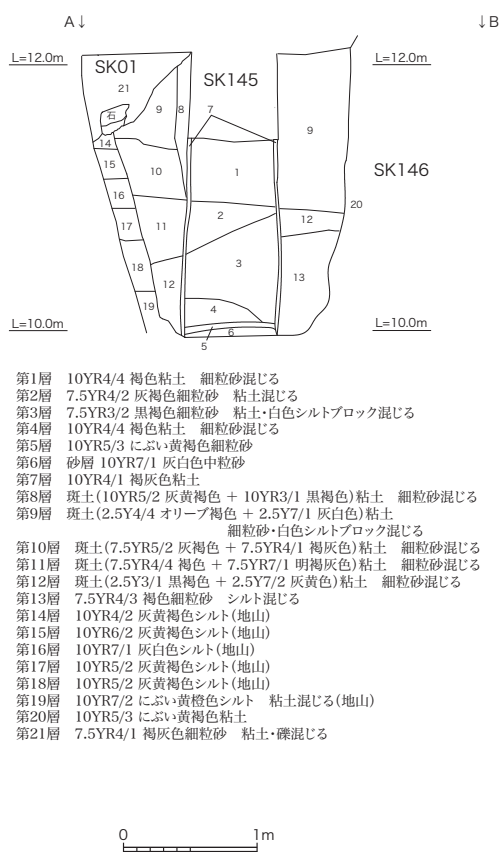 A↓
↓B
L=12.0m
L=12.0m
SK01
SK145
SK146
21
石
9
8
7
9
14
15
10
1
16
20
17
11
2
12
18
3
13
12
19
4
L=10.0m
L=10.0m
6
5
第1層 10YR4/4 褐色粘土 細粒砂混じる
第2層 7.5YR4/2 灰褐色細粒砂 粘土混じる
第3層 7.5YR3/2 黒褐色細粒砂 粘土・白色シルトブロック混じる
第4層 10YR4/4 褐色粘土 細粒砂混じる
第5層 10YR5/3 にぶい黄褐色細粒砂
第6層 砂層 10YR7/1 灰白色中粒砂
第7層 10YR4/1 褐灰色粘土
第8層 斑土(10YR5/2 灰黄褐色 + 10YR3/1 黒褐色)粘土 細粒砂混じる
第9層 斑土(2.5Y4/4 オリーブ褐色 + 2.5Y7/1 灰白色)粘土
細粒砂・白色シルトブロック混じる
第10層 斑土(7.5YR5/2 灰褐色 + 7.5YR4/1 褐灰色)粘土 細粒砂混じる
第11層 斑土(7.5YR4/4 褐色 + 7.5YR7/1 明褐灰色)粘土 細粒砂混じる
第12層 斑土(2.5Y3/1 黒褐色 + 2.5Y7/2 灰黄色)粘土 細粒砂混じる
第13層 7.5YR4/3 褐色細粒砂 シルト混じる
第14層 10YR4/2 灰黄褐色シルト(地山)
第15層 10YR6/2 灰黄褐色シルト(地山)
第16層 10YR7/1 灰白色シルト(地山)
第17層 10YR5/2 灰黄褐色シルト(地山)
第18層 10YR5/2 灰黄褐色シルト(地山)
第19層 10YR7/2 にぶい黄橙色シルト 粘土混じる(地山)
第20層 10YR5/3 にぶい黄褐色粘土
第21層 7.5YR4/1 褐灰色細粒砂 粘土・礫混じる
0 1m